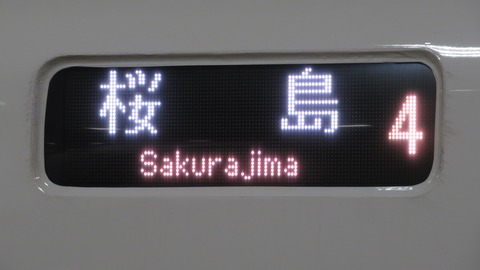 桜島 4
Sakurajima